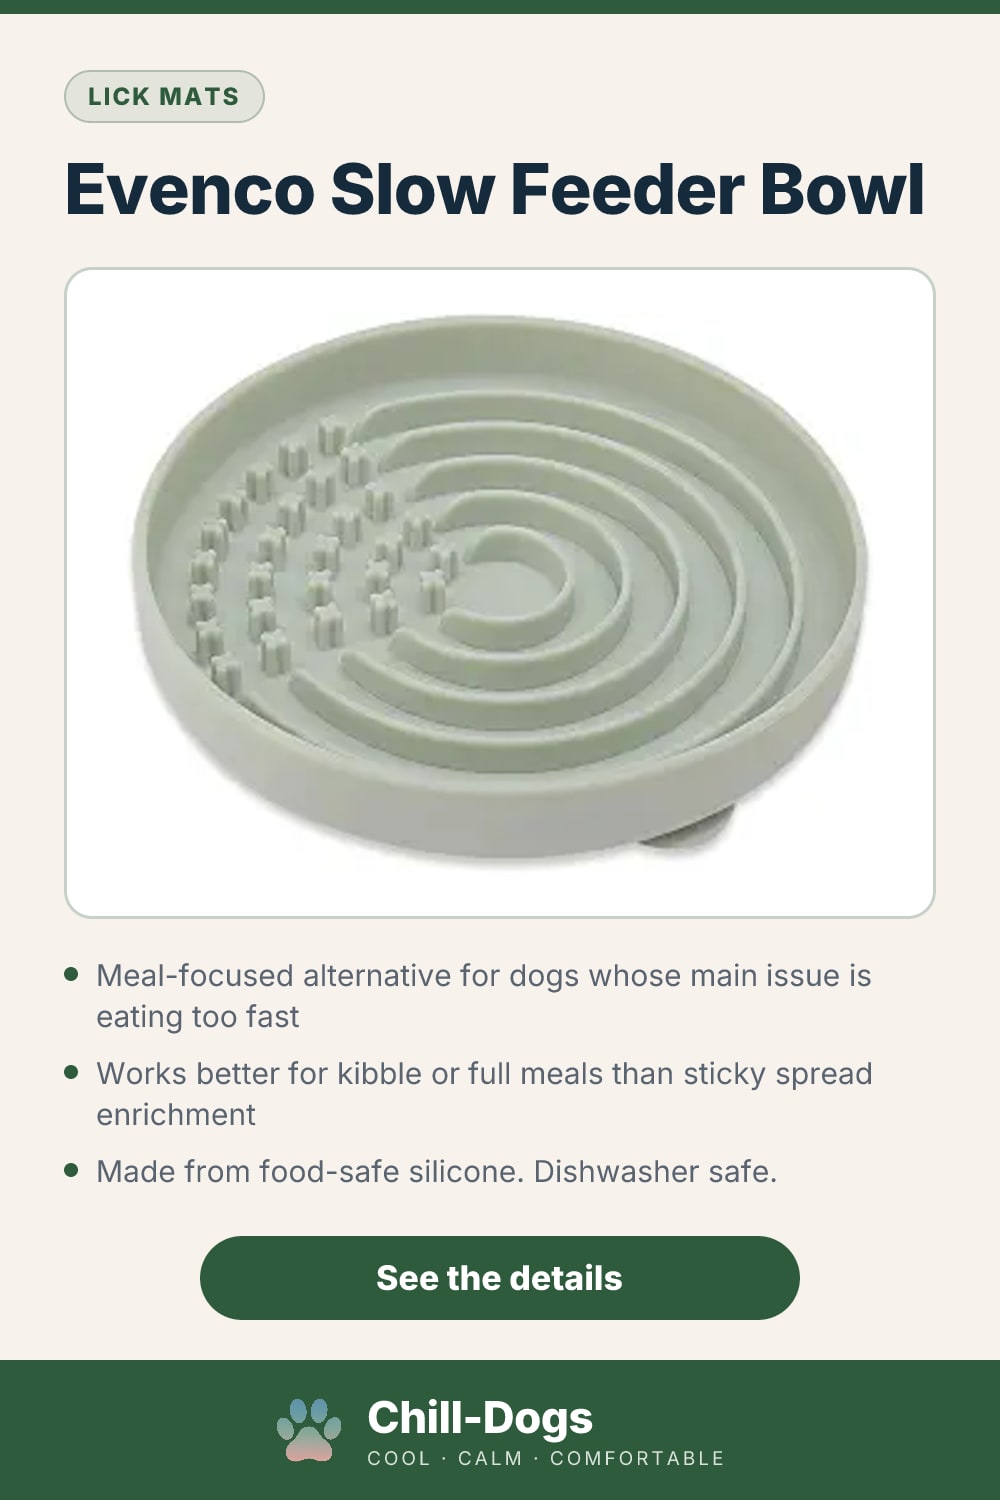 LICK MATS
Evenco Slow Feeder Bowl
Meal-focused alternative for dogs whose main issue is
eating too fast
Works better for kibble or full meals than sticky spread
enrichment
Made from food-safe silicone. Dishwasher safe.
See the details
Chill-Dogs
COOL · CALM · COMFORTABLE